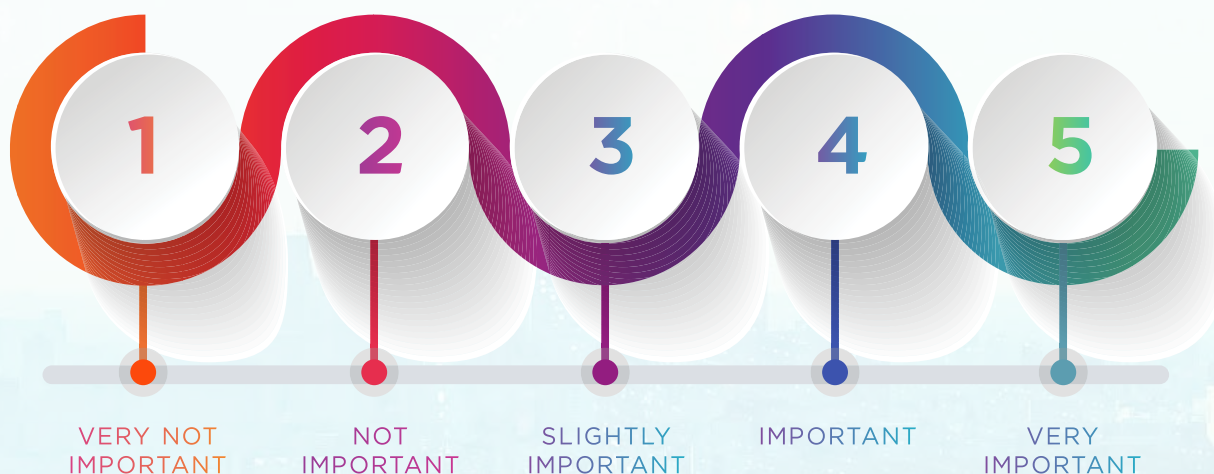 1 2 3 4 5
VERY NOT
IMPORTANT
NOT
IMPORTANT
SLIGHTLY
IMPORTANT
IMPORTANT
VERY
IMPORTANT